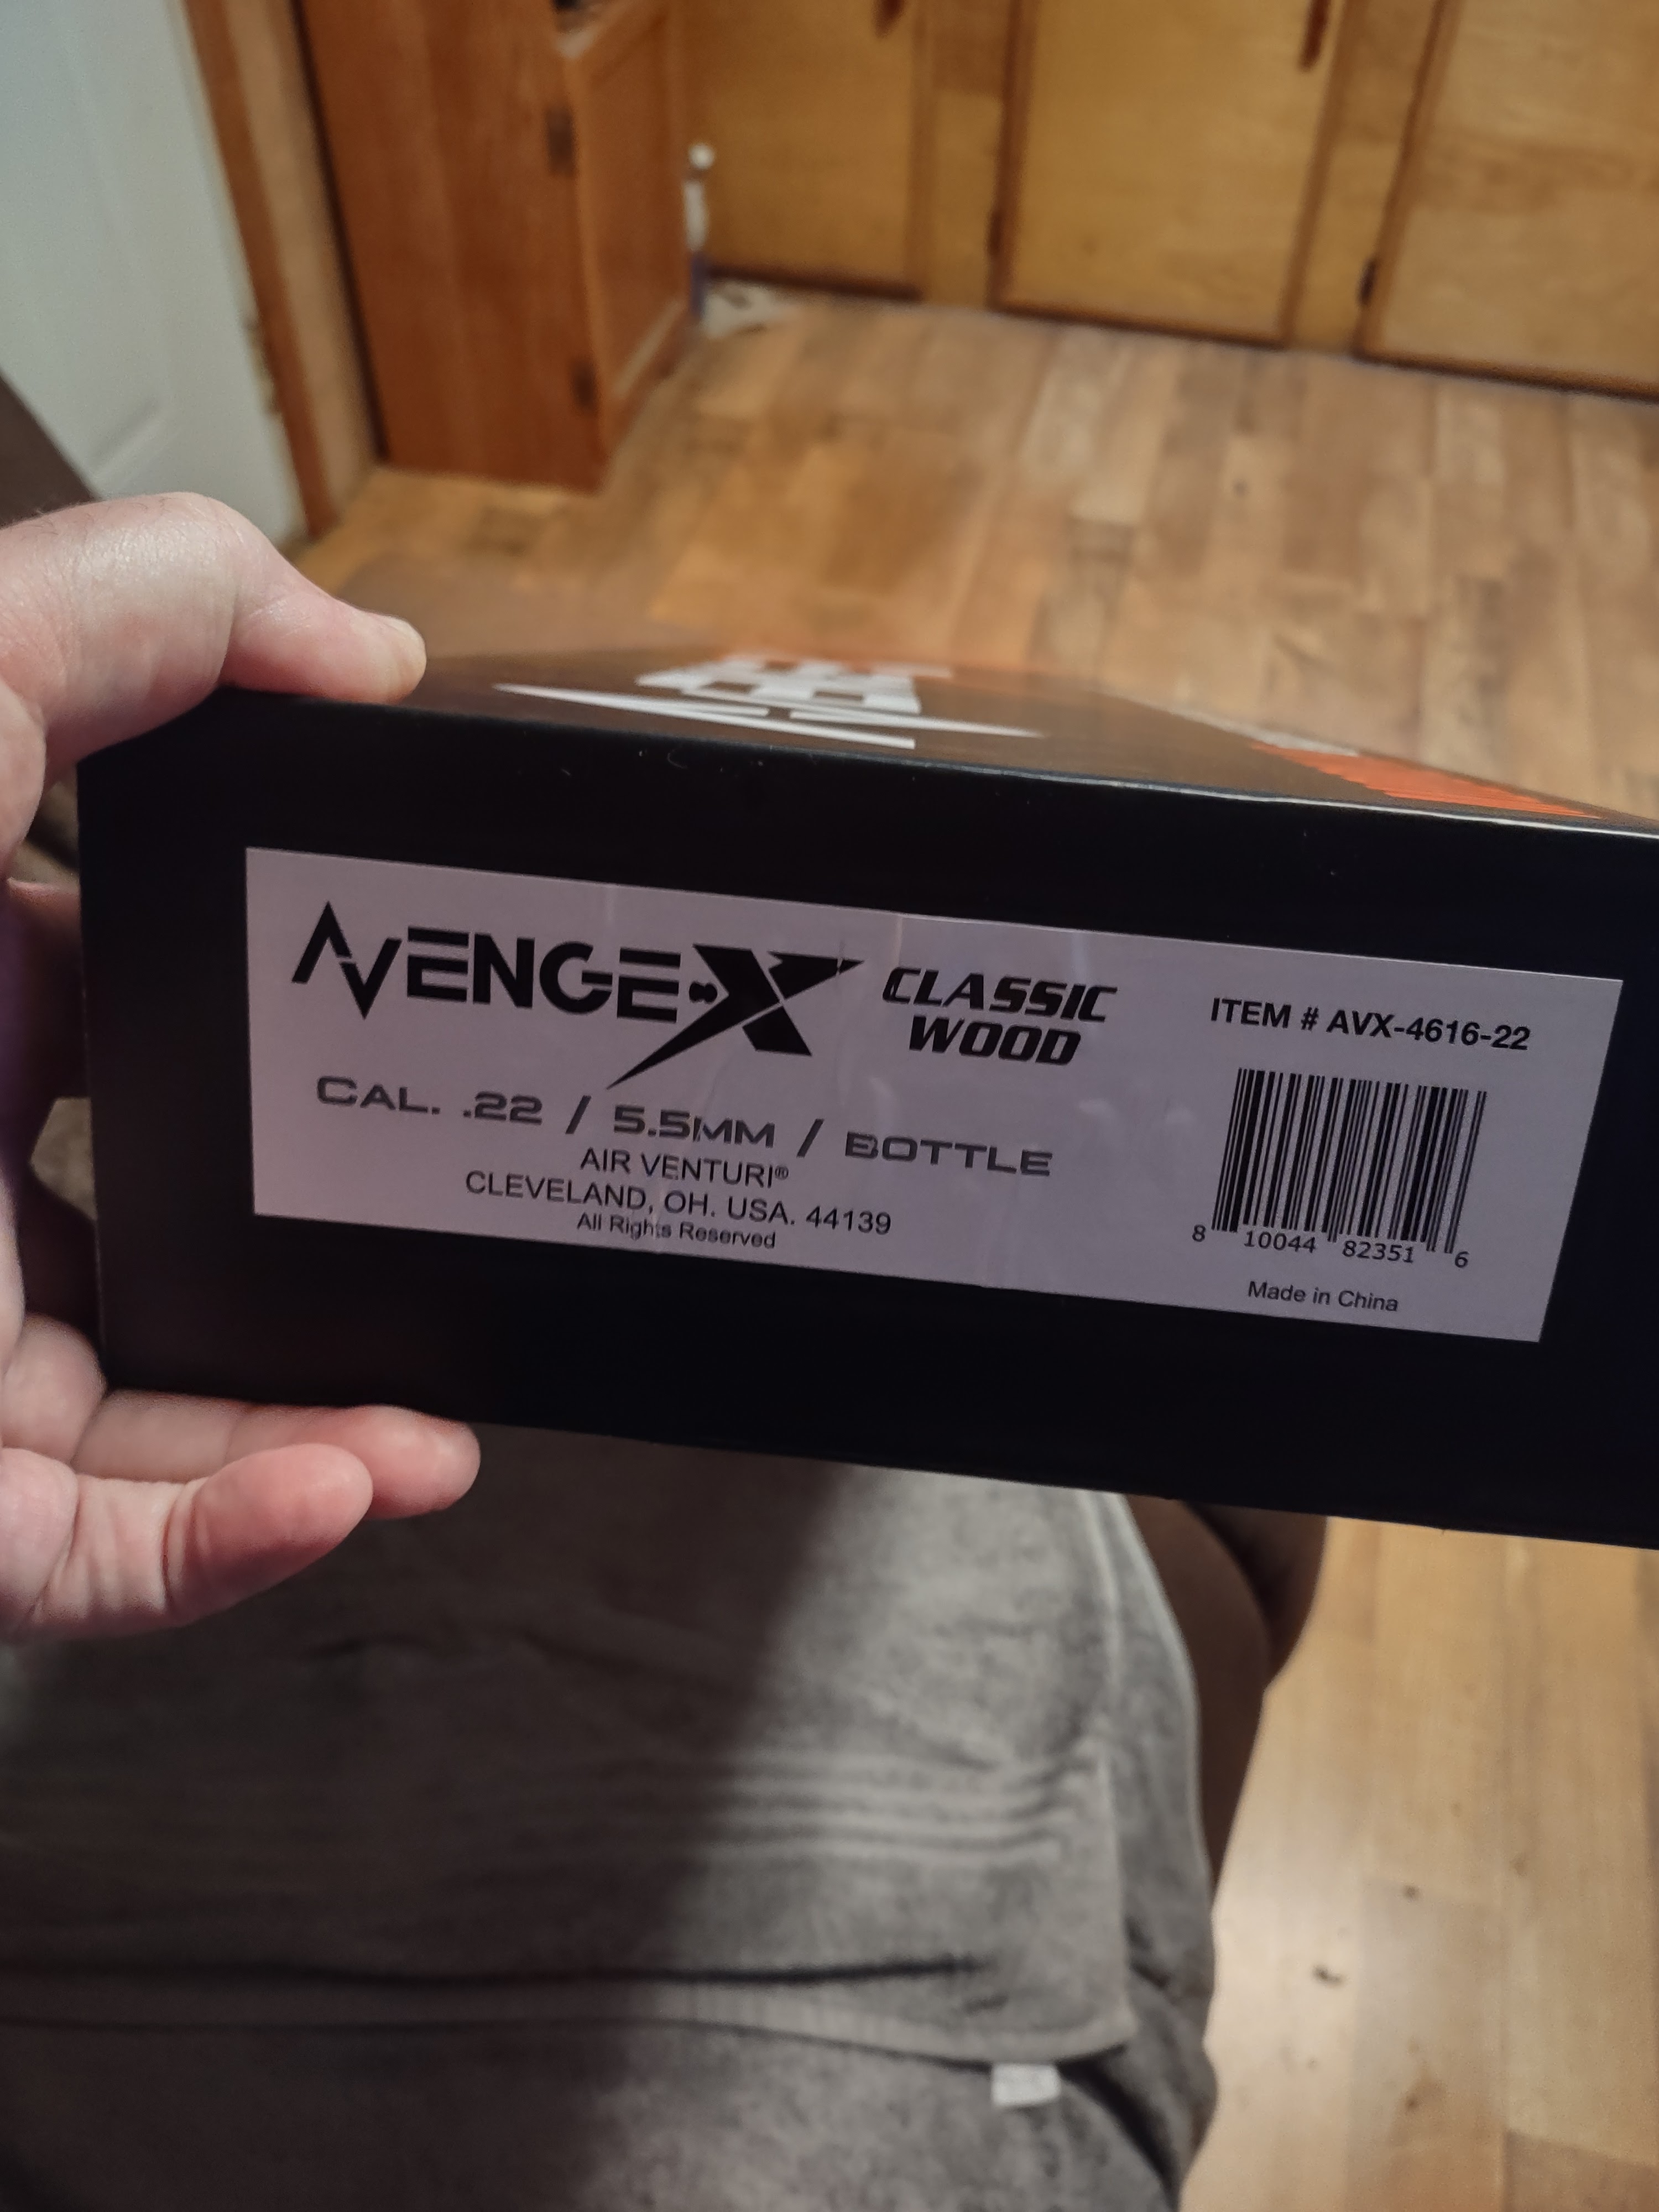 AVENGE-X CLASSIC WOOD
CAL. .22 / 5.5MM / BOTTLE
AIR VENTURI®
CLEVELAND, OH. USA. 44139
All Rights Reserved
ITEM # AVX-4616-22
8 10044 82351 6
Made in China